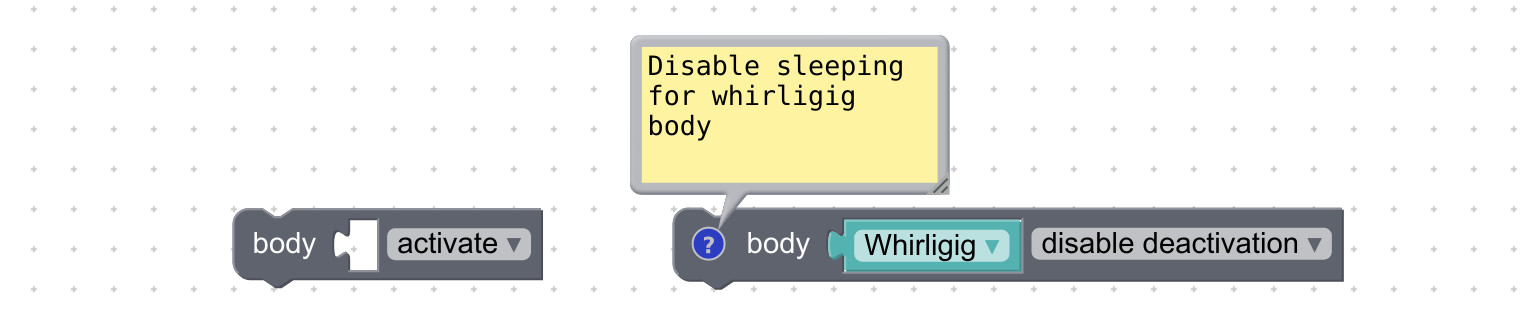 Disable sleeping
for whirligig
body
body activate ▼
? body Whirligig ▼ disable deactivation ▼